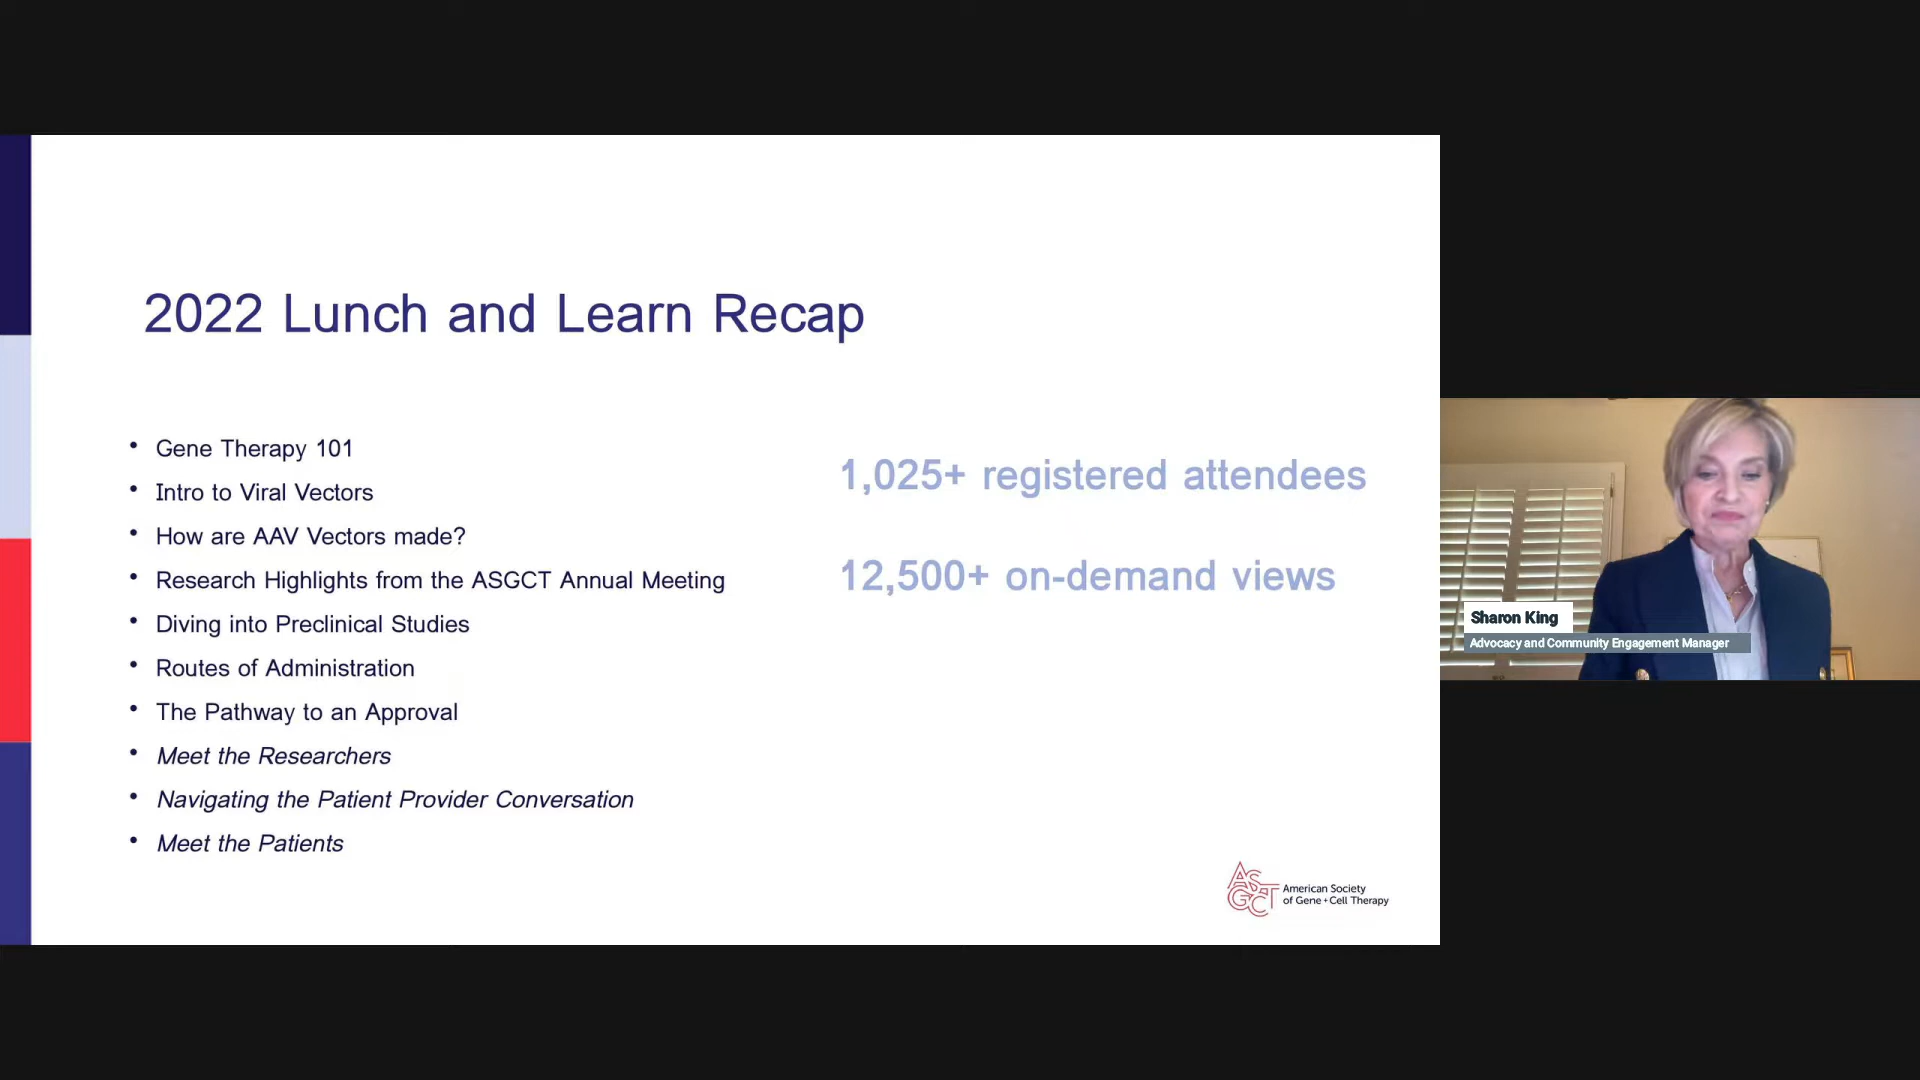 2022 Lunch and Learn Recap
• Gene Therapy 101
• Intro to Viral Vectors
• How are AAV Vectors made?
• Research Highlights from the ASGCT Annual Meeting
• Diving into Preclinical Studies
• Routes of Administration
• The Pathway to an Approval
• Meet the Researchers
• Navigating the Patient Provider Conversation
• Meet the Patients
1,025+ registered attendees
12,500+ on-demand views
ASGCT
American Society
of Gene + Cell Therapy
Sharon King
Advocacy and Community Engagement Manager